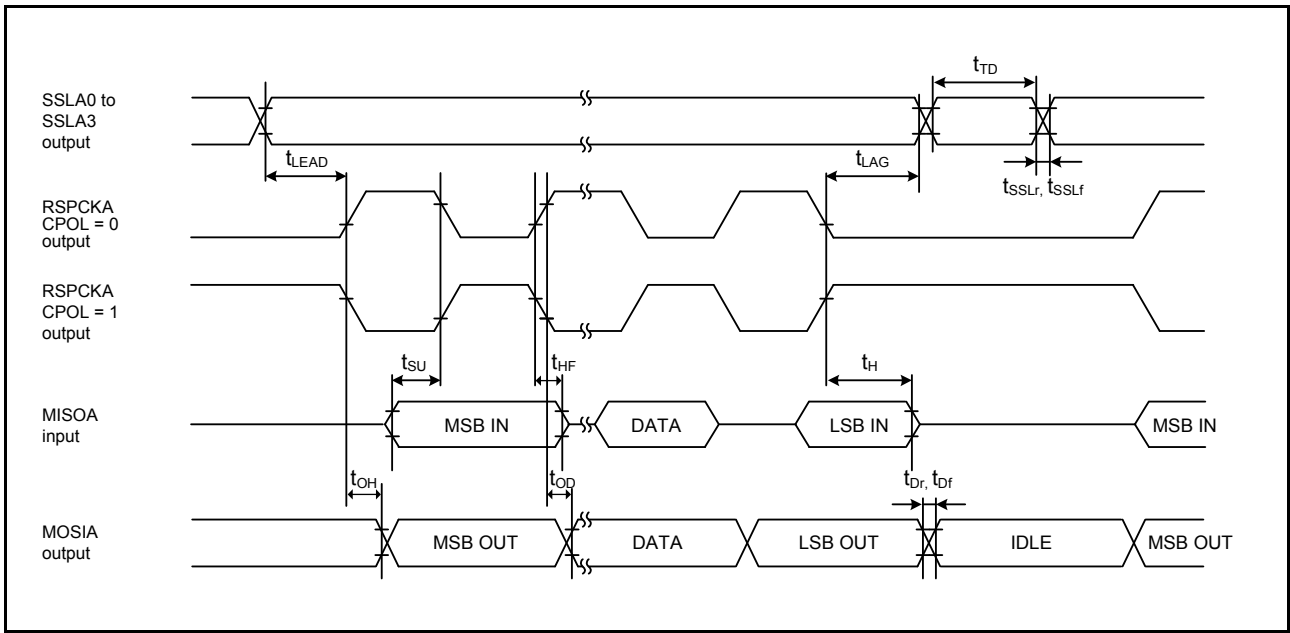 tTD
SSLA0 to
SSLA3
output
tLEAD
tLAG
tSSLr, tSSLf
RSPCKA
CPOL = 0
output
RSPCKA
CPOL = 1
output
tSU
tHF
tH
MISOA
input
MSB IN
DATA
LSB IN
MSB IN
tOH
tOD
tDr, tDf
MOSIA
output
MSB OUT
DATA
LSB OUT
IDLE
MSB OUT